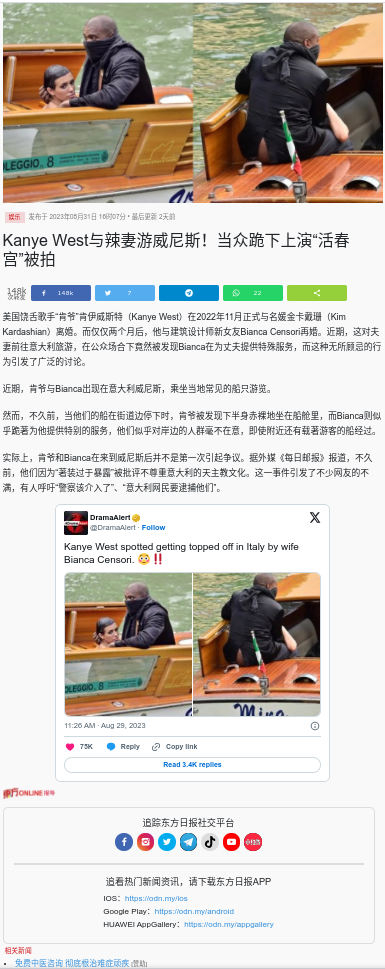 OLEGGIO. 8
娱乐 发布于 2023年08月31日 16时07分 • 最后更新 2天前
Kanye West与辣妻游威尼斯！当众跪下上演“活春
宫”被拍
148k
次转发
148k
7
22
美国饶舌歌手“肯爷”肯伊威斯特（Kanye West）在2022年11月正式与名媛金卡戴珊（Kim
Kardashian）离婚。而仅仅两个月后，他与建筑设计师新女友Bianca Censori再婚。近期，这对夫
妻前往意大利旅游，在公众场合下竟然被发现Bianca在为丈夫提供特殊服务，而这种无所顾忌的行
为引发了广泛的讨论。
近期，肯爷与Bianca出现在意大利威尼斯，乘坐当地常见的船只游览。
然而，不久前，当他们的船在街道边停下时，肯爷被发现下半身赤裸地坐在船舱里，而Bianca则似
乎跪著为他提供特别的服务，他们似乎对岸边的人群毫不在意，即使附近还有载著游客的船经过。
实际上，肯爷和Bianca在来到威尼斯后并不是第一次引起争议。据外媒《每日邮报》报道，不久
前，他们因为“著装过于暴露”被批评不尊重意大利的天主教文化。这一事件引发了不少网友的不
满，有人呼吁“警察该介入了”、“意大利网民要逮捕他们”。
DramaAlert
@DramaAlert · Follow
Kanye West spotted getting topped off in Italy by wife
Bianca Censori. 😳‼️
OLEGGIO. 8
11:26 AM · Aug 29, 2023
75K Reply Copy link
Read 3.4K replies
东方ONLINE报导
追踪东方日报社交平台
小红书
追看热门新闻资讯，请下载东方日报APP
IOS： https://odn.my/ios
Google Play： https://odn.my/android
HUAWEI AppGallery： https://odn.my/appgallery
相关新闻
• 免费中医咨询 彻底根治难症顽疾 (赞助)